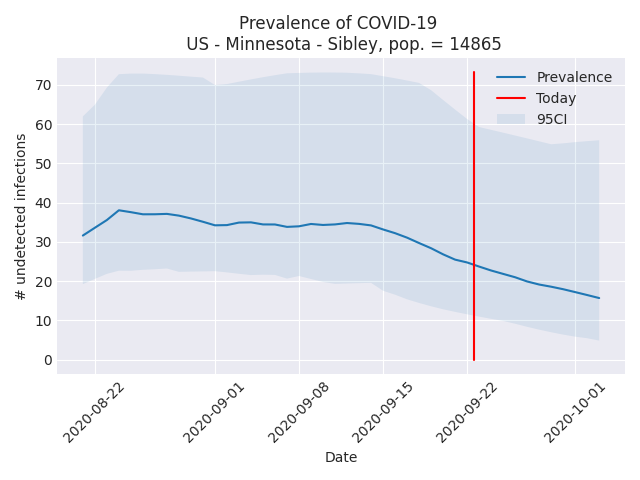 Prevalence of COVID-19
US - Minnesota - Sibley, pop. = 14865
# undetected infections
70
60
50
40
30
20
10
0
Prevalence
Today
95CI
2020-08-22
2020-09-01
2020-09-08
2020-09-15
2020-09-22
2020-10-01
Date